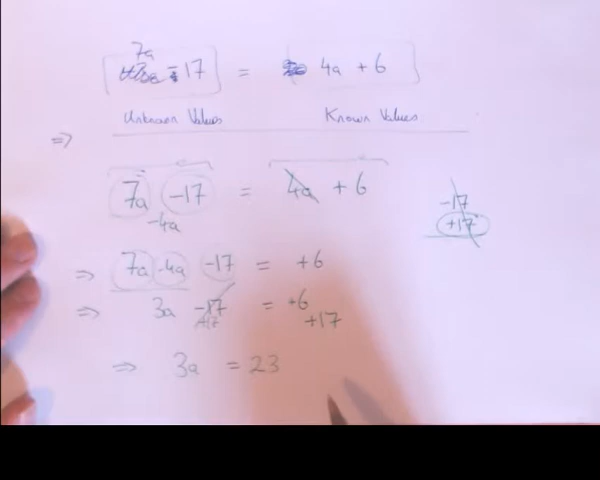 7a
-17 = 4a + 6
Unknown Values Known Values
⇒
7a -17 = 4a + 6
-4a
-17
+17
⇒ 7a -4a -17 = +6
⇒ 3a -17 = +6
+17 +17
⇒ 3a = 23